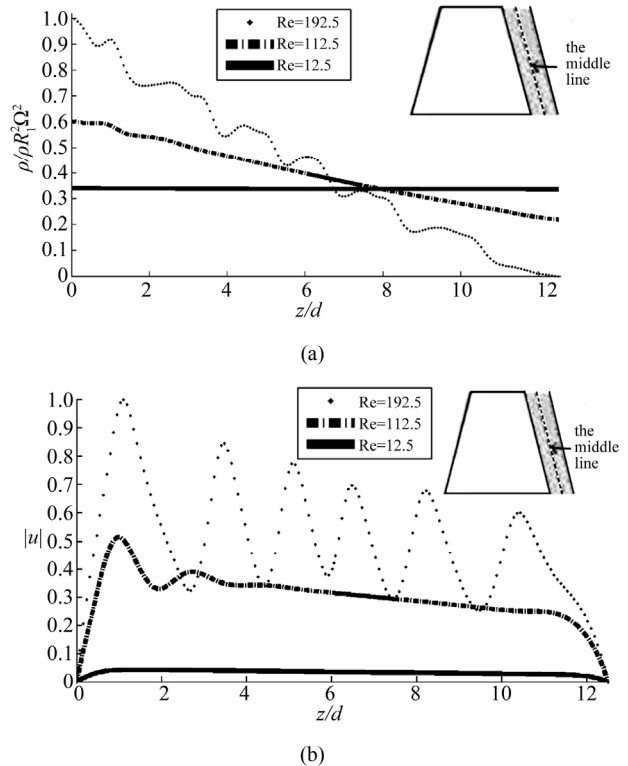 1.0
0.9
0.8
0.7
0.6
0.5
0.4
0.3
0.2
0.1
0
ρ/ρR₁²Ω²
Re=192.5
Re=112.5
Re=12.5
the
middle
line
0 2 4 6 8 10 12
z/d
(a)
1.0
0.9
0.8
0.7
0.6
0.5
0.4
0.3
0.2
0.1
0
|u|
Re=192.5
Re=112.5
Re=12.5
the
middle
line
0 2 4 6 8 10 12
z/d
(b)